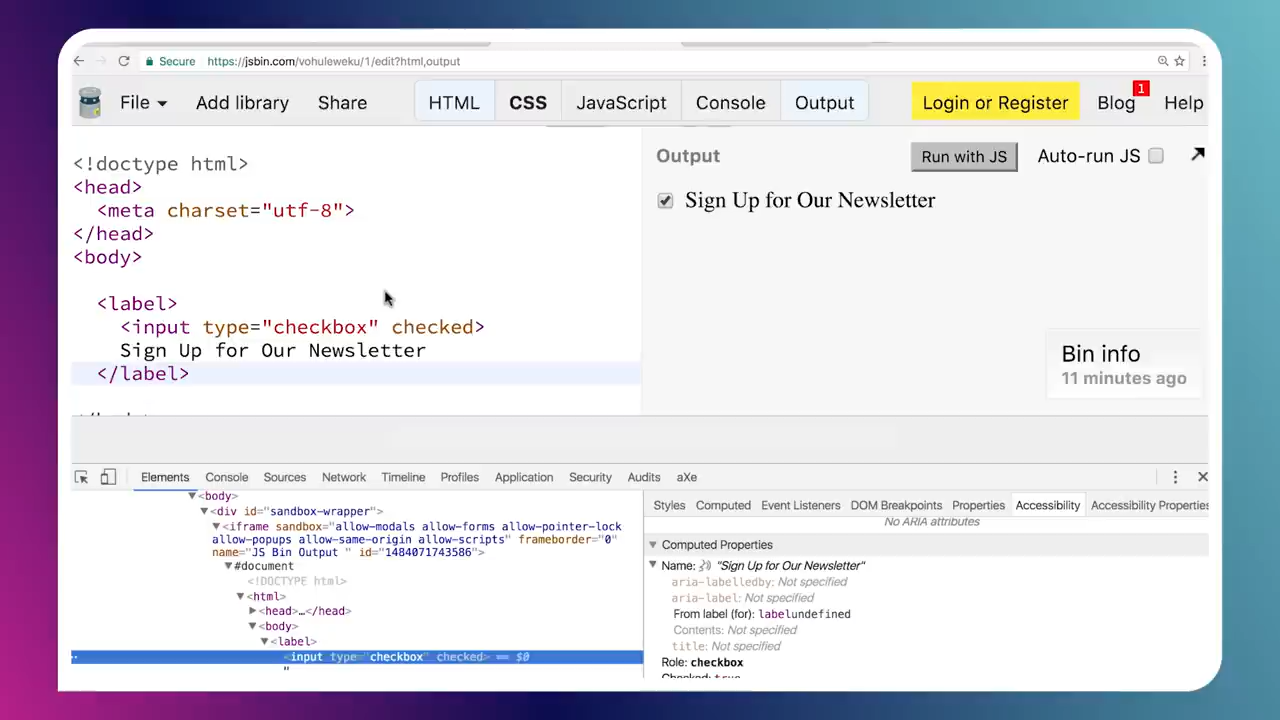 Secure https://jsbin.com/vohuleweku/1/edit?html,output
File Add library Share HTML CSS JavaScript Console Output Login or Register Blog 1 Help
<!doctype html>
<head>
<meta charset="utf-8">
</head>
<body>
<label>
<input type="checkbox" checked>
Sign Up for Our Newsletter
</label>
Output Run with JS Auto-run JS
Sign Up for Our Newsletter
Bin info
11 minutes ago
Elements Console Sources Network Timeline Profiles Application Security Audits aXe
<body>
<div id="sandbox-wrapper">
<iframe sandbox="allow-modals allow-forms allow-pointer-lock
allow-popups allow-same-origin allow-scripts" frameborder="0"
name="JS Bin Output " id="1484071743586">
#document
<!DOCTYPE html>
<html>
<head>…</head>
<body>
<label>
<input type="checkbox" checked> == $0
"
Styles Computed Event Listeners DOM Breakpoints Properties Accessibility Accessibility Properties
No ARIA attributes
Computed Properties
Name: "Sign Up for Our Newsletter"
aria-labelledby: Not specified
aria-label: Not specified
From label (for): labelundefined
Contents: Not specified
title: Not specified
Role: checkbox
Checked: true